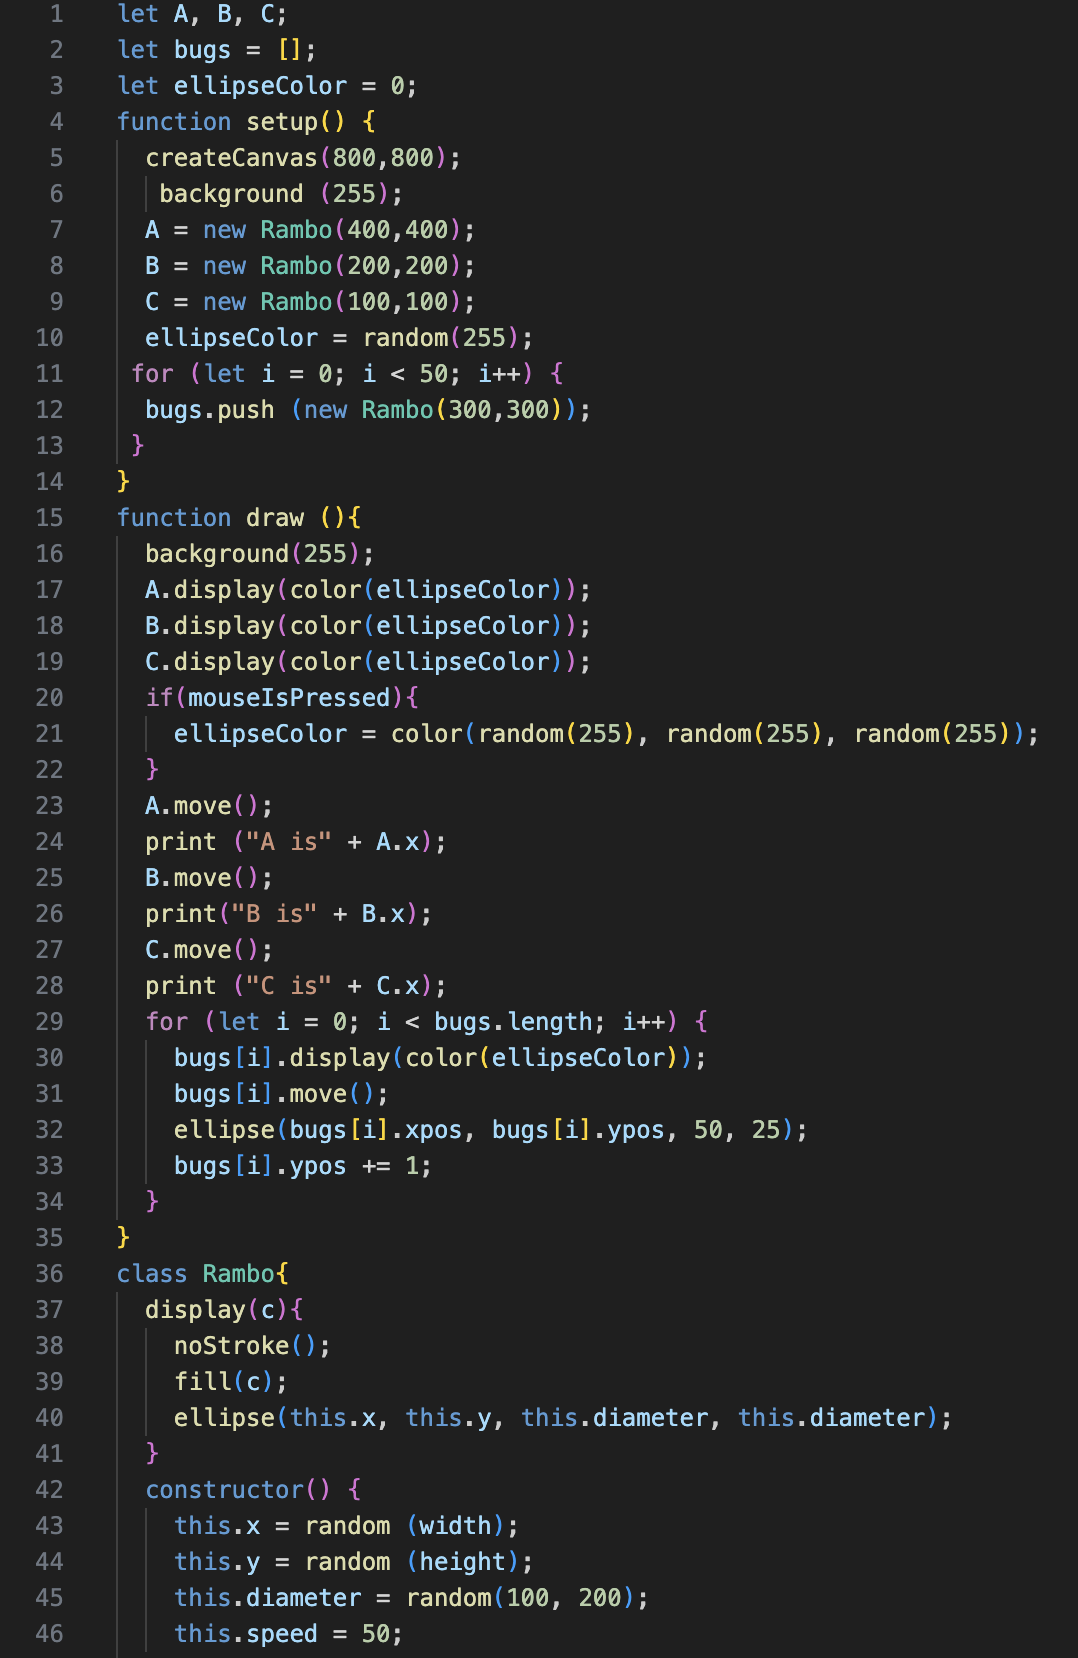 1 let A, B, C;
2 let bugs = [];
3 let ellipseColor = 0;
4 function setup() {
5   createCanvas(800,800);
6    background (255);
7   A = new Rambo(400,400);
8   B = new Rambo(200,200);
9   C = new Rambo(100,100);
10   ellipseColor = random(255);
11  for (let i = 0; i < 50; i++) {
12   bugs.push (new Rambo(300,300));
13  }
14 }
15 function draw (){
16   background(255);
17   A.display(color(ellipseColor));
18   B.display(color(ellipseColor));
19   C.display(color(ellipseColor));
20   if(mouseIsPressed){
21     ellipseColor = color(random(255), random(255), random(255));
22   }
23   A.move();
24   print ("A is" + A.x);
25   B.move();
26   print("B is" + B.x);
27   C.move();
28   print ("C is" + C.x);
29   for (let i = 0; i < bugs.length; i++) {
30     bugs[i].display(color(ellipseColor));
31     bugs[i].move();
32     ellipse(bugs[i].xpos, bugs[i].ypos, 50, 25);
33     bugs[i].ypos += 1;
34   }
35 }
36 class Rambo{
37   display(c){
38     noStroke();
39     fill(c);
40     ellipse(this.x, this.y, this.diameter, this.diameter);
41   }
42   constructor() {
43     this.x = random (width);
44     this.y = random (height);
45     this.diameter = random(100, 200);
46     this.speed = 50;